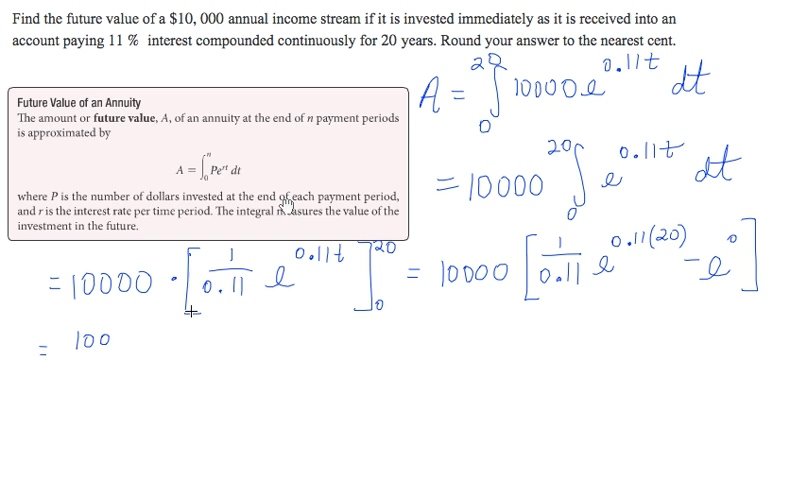 Find the future value of a $10, 000 annual income stream if it is invested immediately as it is received into an
account paying 11 % interest compounded continuously for 20 years. Round your answer to the nearest cent.
A = ∫₀²⁰ 10000 e^{0.11t} dt
Future Value of an Annuity
The amount or future value, A, of an annuity at the end of n payment periods
is approximated by
A = ∫₀ⁿ Pe^{rt} dt
where P is the number of dollars invested at the end of each payment period,
and r is the interest rate per time period. The integral measures the value of the
investment in the future.
= 10000 ∫₀²⁰ e^{0.11t} dt
= 10000 · [ 1/0.11 e^{0.11t} ]₀²⁰ = 10000 [ 1/0.11 e^{0.11(20)} - e^0 ]
= 100